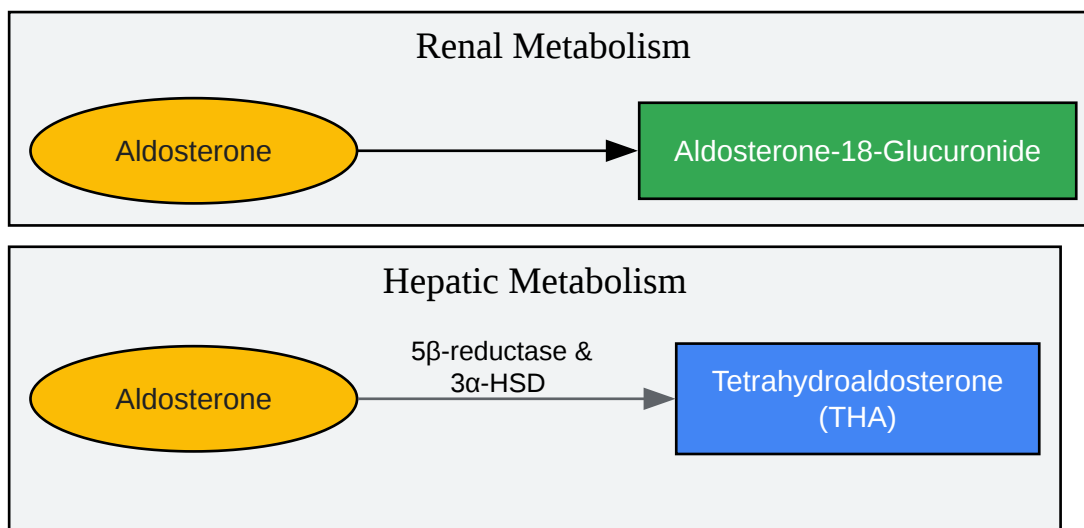 Renal Metabolism
Aldosterone
Aldosterone-18-Glucuronide
Hepatic Metabolism
Aldosterone
5β-reductase &
3α-HSD
Tetrahydroaldosterone
(THA)